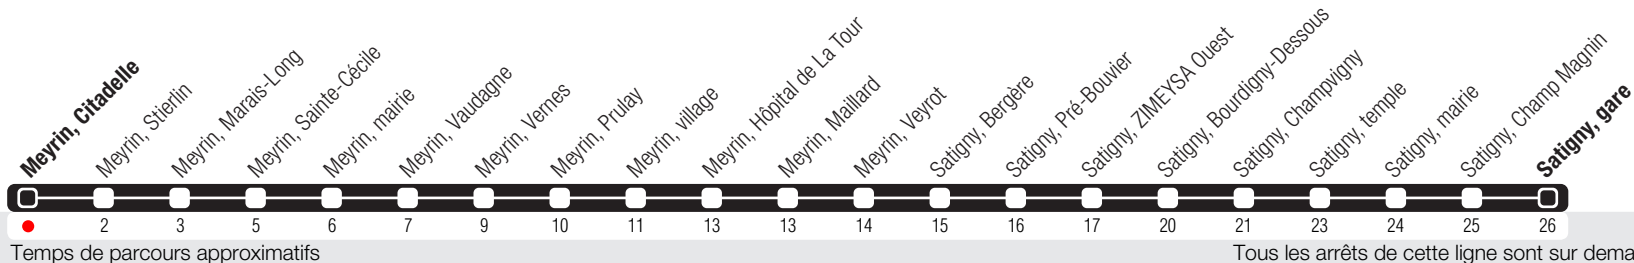 Meyrin, Citadelle
Meyrin, Stierlin
Meyrin, Marais-Long
Meyrin, Sainte-Cécile
Meyrin, mairie
Meyrin, Vaudagne
Meyrin, Vernes
Meyrin, Prulay
Meyrin, village
Meyrin, Hôpital de La Tour
Meyrin, Maillard
Meyrin, Veyrot
Satigny, Bergère
Satigny, Pré-Bouvier
Satigny, ZIMEYSA Ouest
Satigny, Bourdigny-Dessous
Satigny, Champvigny
Satigny, temple
Satigny, mairie
Satigny, Champ Magnin
Satigny, gare
2 3 5 6 7 9 10 11 13 13 14 15 16 17 20 21 23 24 25 26
Temps de parcours approximatifs
Tous les arrêts de cette ligne sont sur dema